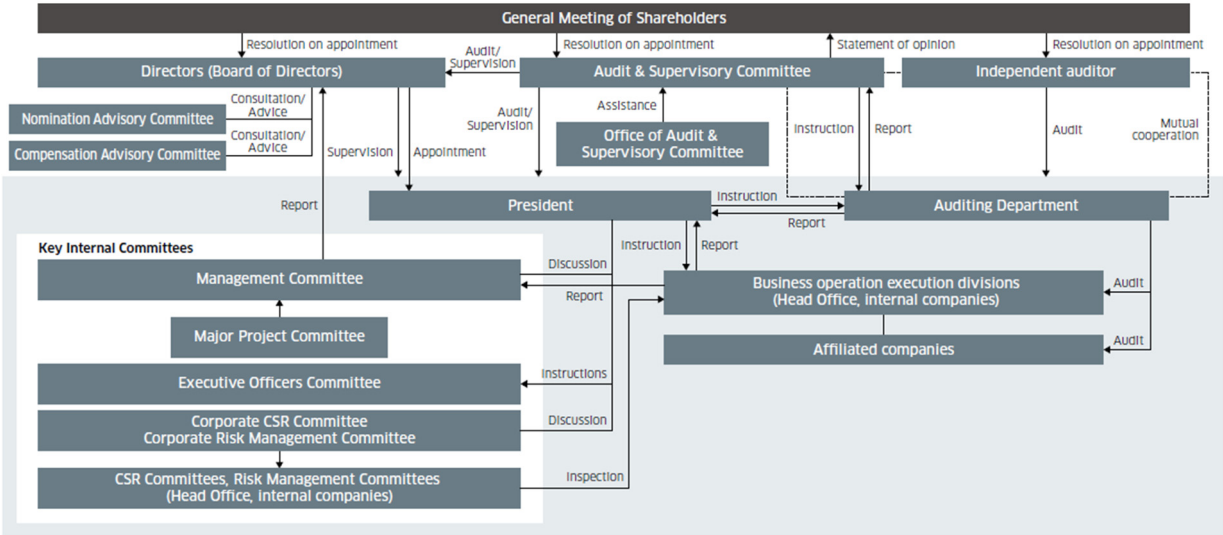 General Meeting of Shareholders
Resolution on appointment
Resolution on appointment
Statement of opinion
Resolution on appointment
Audit/
Supervision
Directors (Board of Directors)
Audit & Supervisory Committee
Independent auditor
Consultation/
Advice
Nomination Advisory Committee
Consultation/
Advice
Compensation Advisory Committee
Supervision
Appointment
Audit/
Supervision
Assistance
Office of Audit &
Supervisory Committee
Instruction
Report
Audit
Mutual
cooperation
Report
President
Instruction
Report
Auditing Department
Key Internal Committees
Instruction
Report
Management Committee
Discussion
Report
Business operation execution divisions
(Head Office, internal companies)
Audit
Major Project Committee
Affiliated companies
Audit
Executive Officers Committee
Instructions
Corporate CSR Committee
Corporate Risk Management Committee
Discussion
CSR Committees, Risk Management Committees
(Head Office, internal companies)
Inspection